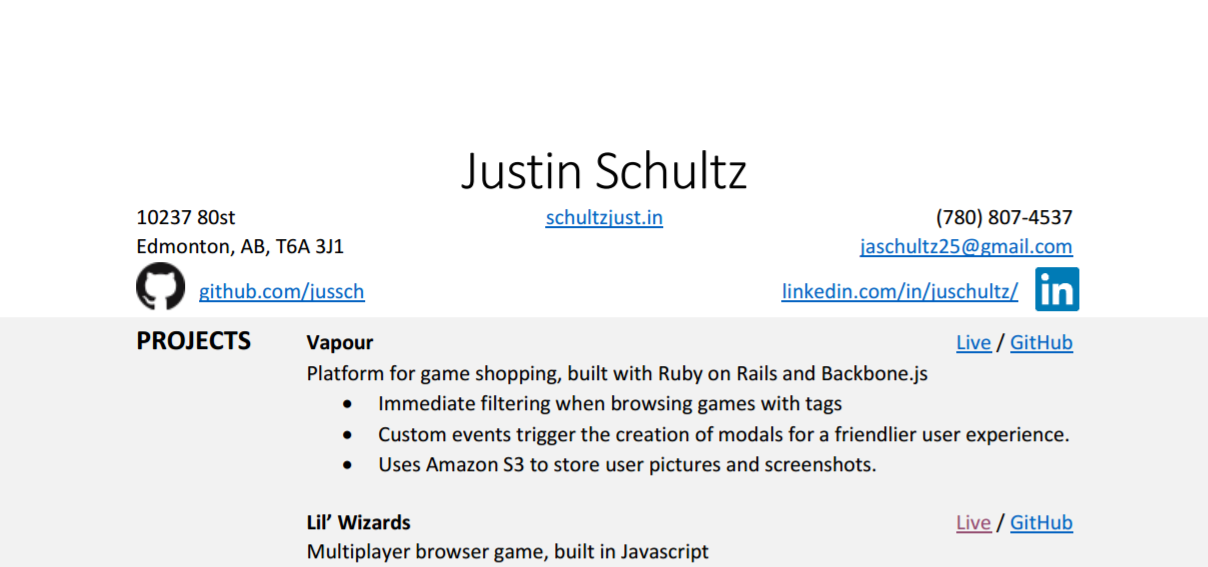 Justin Schultz
10237 80st schultzjust.in (780) 807-4537
Edmonton, AB, T6A 3J1 jaschultz25@gmail.com
github.com/jussch linkedin.com/in/juschultz/ in
PROJECTS Vapour Live / GitHub
Platform for game shopping, built with Ruby on Rails and Backbone.js
• Immediate filtering when browsing games with tags
• Custom events trigger the creation of modals for a friendlier user experience.
• Uses Amazon S3 to store user pictures and screenshots.
Lil’ Wizards Live / GitHub
Multiplayer browser game, built in Javascript